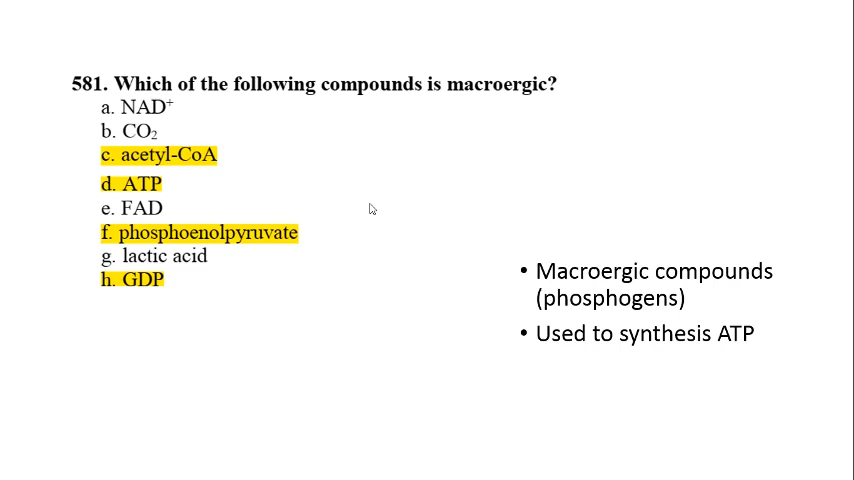 581. Which of the following compounds is macroergic?
a. NAD⁺
b. CO₂
c. acetyl-CoA
d. ATP
e. FAD
f. phosphoenolpyruvate
g. lactic acid
h. GDP
• Macroergic compounds
(phosphogens)
• Used to synthesis ATP